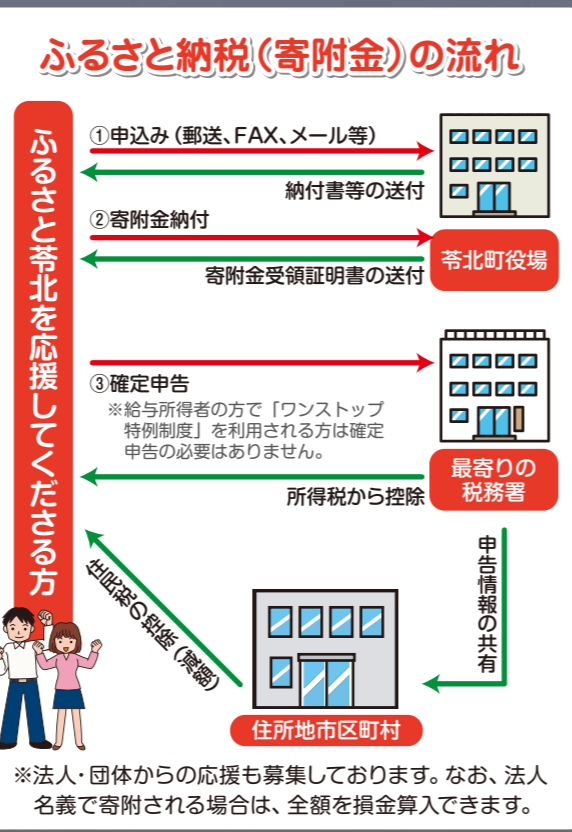 ふるさと納税(寄附金)の流れ
ふるさと苓北を応援してくださる方
①申込み(郵送、FAX、メール等)
納付書等の送付
②寄附金納付
寄附金受領証明書の送付
苓北町役場
③確定申告
※給与所得者の方で「ワンストップ
特例制度」を利用される方は確定
申告の必要はありません。
所得税から控除
最寄りの
税務署
申告情報の共有
住民税の控除(減額)
住所地市区町村
※法人・団体からの応援も募集しております。なお、法人
名義で寄附される場合は、全額を損金算入できます。